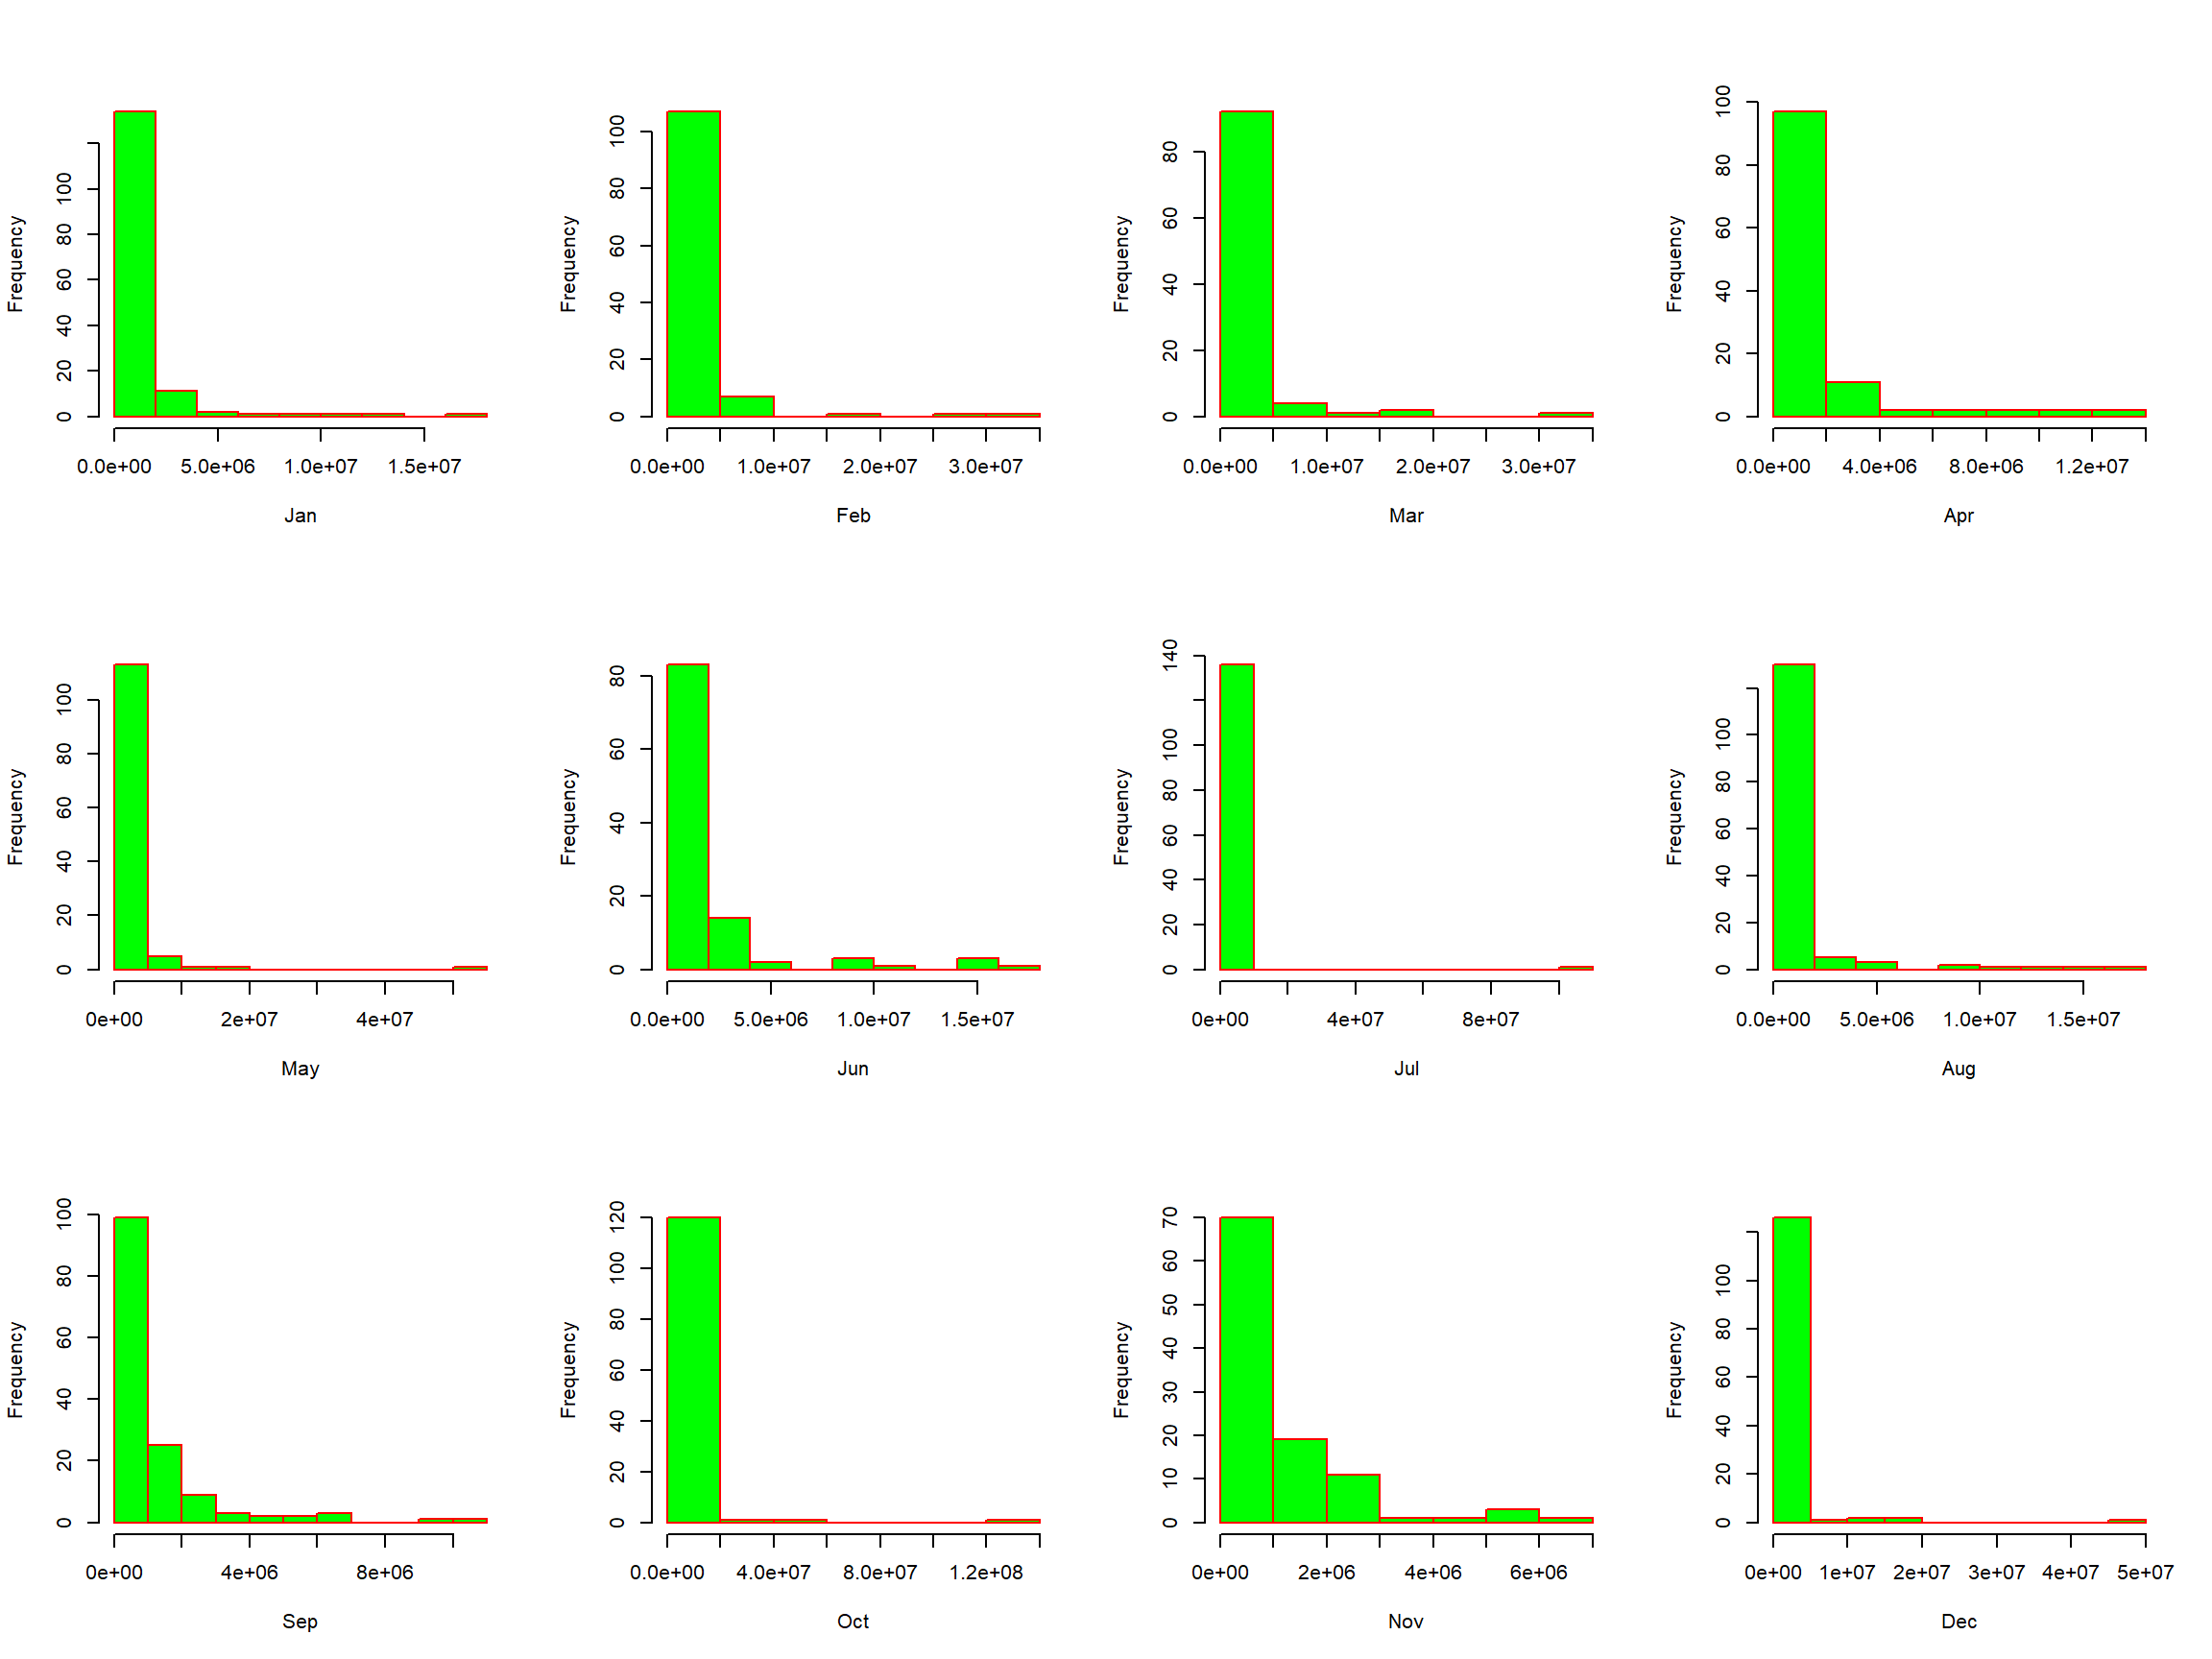 Frequency
0 20 40 60 80 100
0.0e+00 5.0e+06 1.0e+07 1.5e+07
Jan
Frequency
0 20 40 60 80 100
0.0e+00 1.0e+07 2.0e+07 3.0e+07
Feb
Frequency
0 20 40 60 80
0.0e+00 1.0e+07 2.0e+07 3.0e+07
Mar
Frequency
0 20 40 60 80 100
0.0e+00 4.0e+06 8.0e+06 1.2e+07
Apr
Frequency
0 20 40 60 80 100
0e+00 2e+07 4e+07
May
Frequency
0 20 40 60 80
0.0e+00 5.0e+06 1.0e+07 1.5e+07
Jun
Frequency
0 20 40 60 80 100 140
0e+00 4e+07 8e+07
Jul
Frequency
0 20 40 60 80 100
0.0e+00 5.0e+06 1.0e+07 1.5e+07
Aug
Frequency
0 20 40 60 80 100
0e+00 4e+06 8e+06
Sep
Frequency
0 20 40 60 80 100 120
0.0e+00 4.0e+07 8.0e+07 1.2e+08
Oct
Frequency
0 10 20 30 40 50 60 70
0e+00 2e+06 4e+06 6e+06
Nov
Frequency
0 20 40 60 80 100
0e+00 1e+07 2e+07 3e+07 4e+07 5e+07
Dec